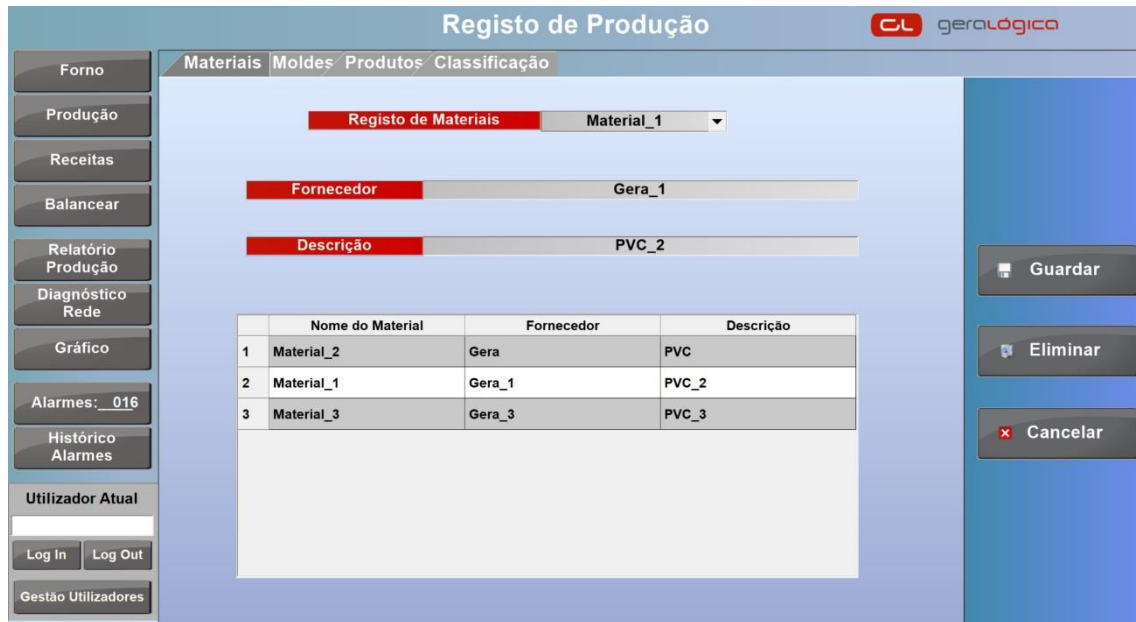 Registo de Produção
GL geralógica
Forno
Produção
Receitas
Balancear
Relatório
Produção
Diagnóstico
Rede
Gráfico
Alarmes: 016
Histórico
Alarmes
Utilizador Atual
Log In Log Out
Gestão Utilizadores
Materiais Moldes Produtos Classificação
Registo de Materiais Material_1
Fornecedor Gera_1
Descrição PVC_2
Nome do Material Fornecedor Descrição
1 Material_2 Gera PVC
2 Material_1 Gera_1 PVC_2
3 Material_3 Gera_3 PVC_3
Guardar
Eliminar
Cancelar